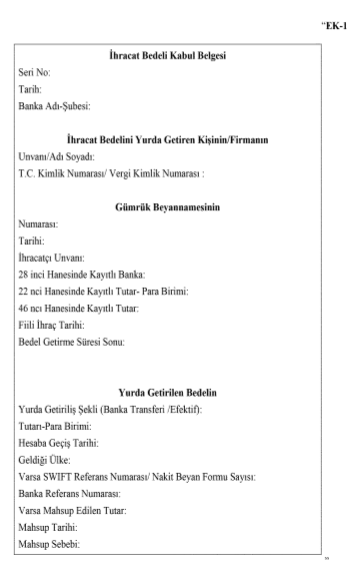 “EK-1
İhracat Bedeli Kabul Belgesi
Seri No:
Tarih:
Banka Adı-Şubesi:
İhracat Bedelini Yurda Getiren Kişinin/Firmanın
Unvanı/Adı Soyadı:
T.C. Kimlik Numarası/ Vergi Kimlik Numarası :
Gümrük Beyannamesinin
Numarası:
Tarihi:
İhracatçı Unvanı:
28 inci Hanesinde Kayıtlı Banka:
22 nci Hanesinde Kayıtlı Tutar- Para Birimi:
46 ncı Hanesinde Kayıtlı Tutar:
Fiili İhraç Tarihi:
Bedel Getirme Süresi Sonu:
Yurda Getirilen Bedelin
Yurda Getiriliş Şekli (Banka Transferi /Efektif):
Tutarı-Para Birimi:
Hesaba Geçiş Tarihi:
Geldiği Ülke:
Varsa SWIFT Referans Numarası/ Nakit Beyan Formu Sayısı:
Banka Referans Numarası:
Varsa Mahsup Edilen Tutar:
Mahsup Tarihi:
Mahsup Sebebi:
”